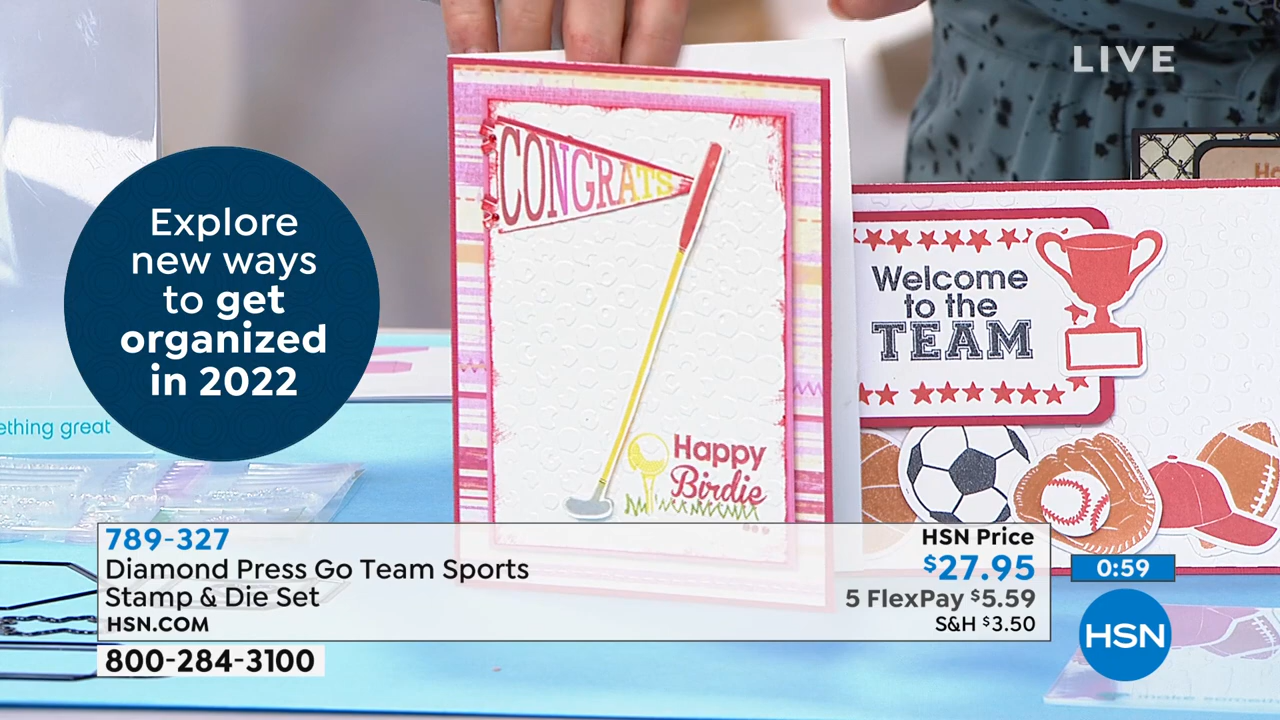 LIVE
Explore
new ways
to get
organized
in 2022
CONGRATS
Happy
Birdie
Welcome
to the
TEAM
ething great
789-327
Diamond Press Go Team Sports
Stamp & Die Set
HSN.COM
800-284-3100
HSN Price
$27.95
5 FlexPay $5.59
S&H $3.50
0:59
HSN